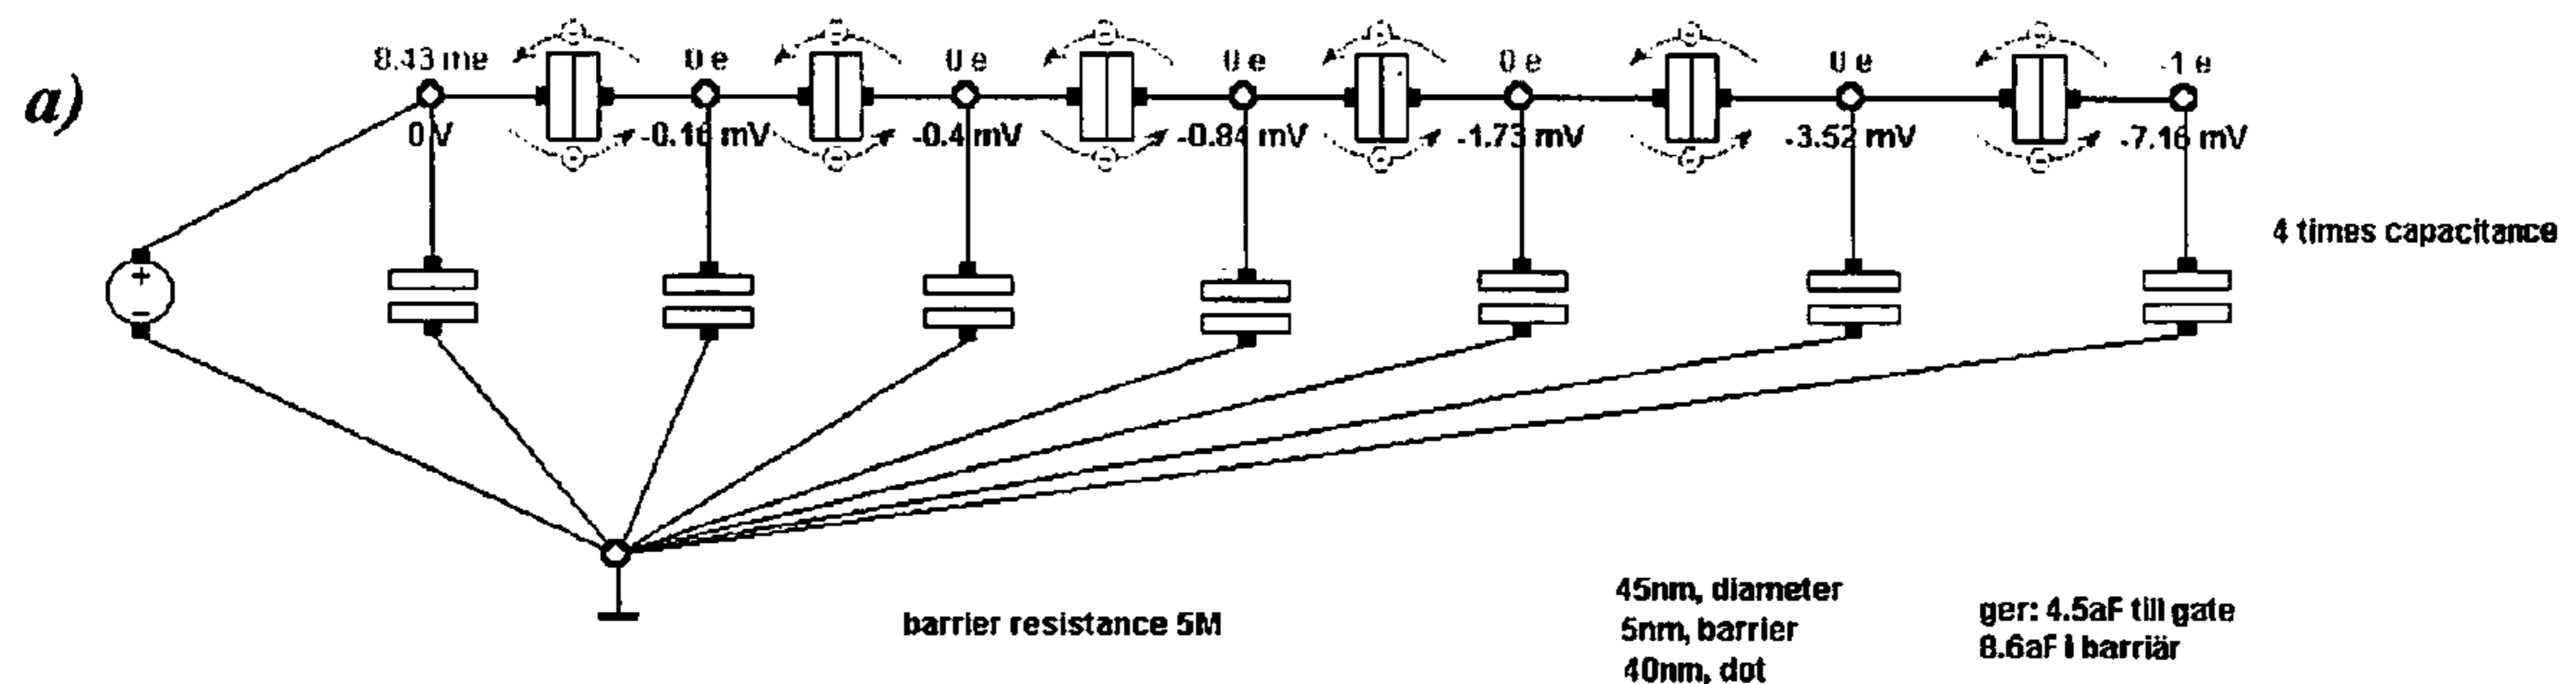 a)
8.43 me
0 e
0 e
0 e
0 e
0 e
-1 e
0 V
-0.16 mV
-0.4 mV
-0.84 mV
-1.73 mV
-3.52 mV
-7.16 mV
4 times capacitance
barrier resistance 5M
45nm, diameter
5nm, barrier
40nm, dot
ger: 4.5aF till gate
8.6aF i barriär